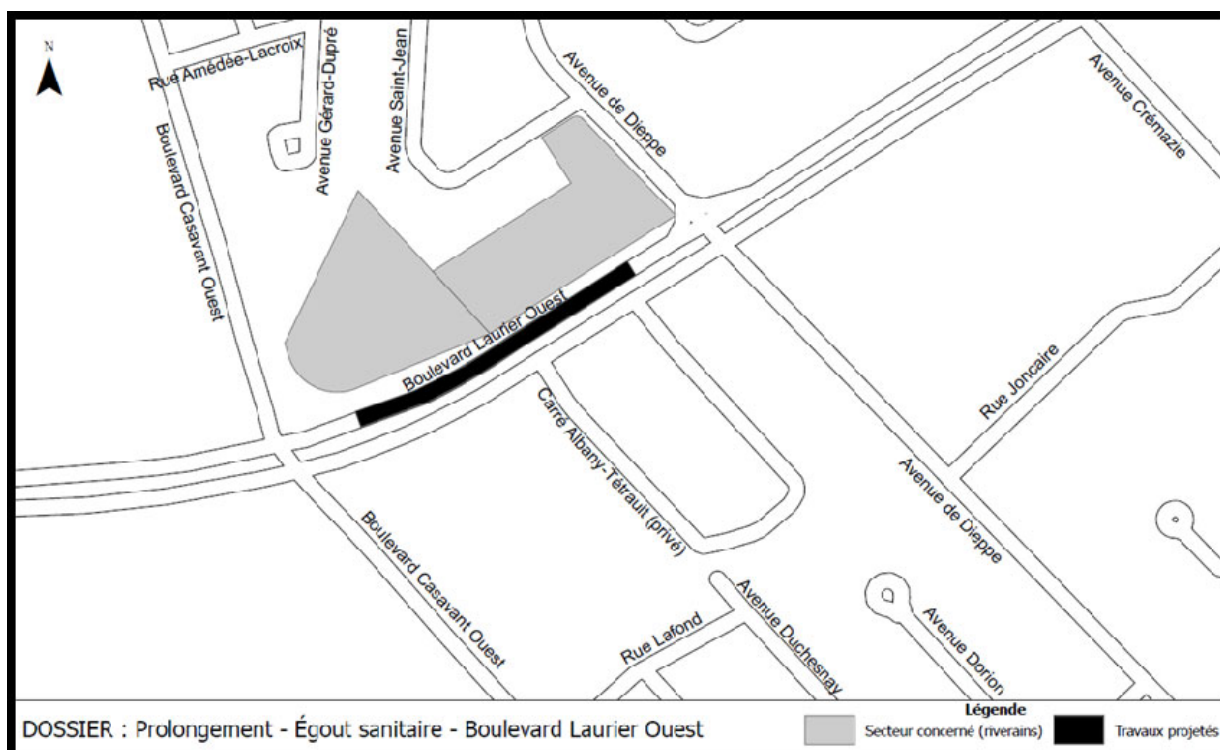 N
Rue Amédée-Lacroix
Avenue Gérard-Dupré
Avenue Saint-Jean
Avenue de Dieppe
Avenue Crémazie
Boulevard Casavant Ouest
Boulevard Laurier Ouest
Rue Joncaire
Carré Albany-Tétrault (privé)
Avenue de Dieppe
Boulevard Casavant Ouest
Avenue Duchesnay
Rue Lafond
Avenue Dorion
DOSSIER : Prolongement - Égout sanitaire - Boulevard Laurier Ouest
Légende
Secteur concerné (riverains)
Travaux projetés